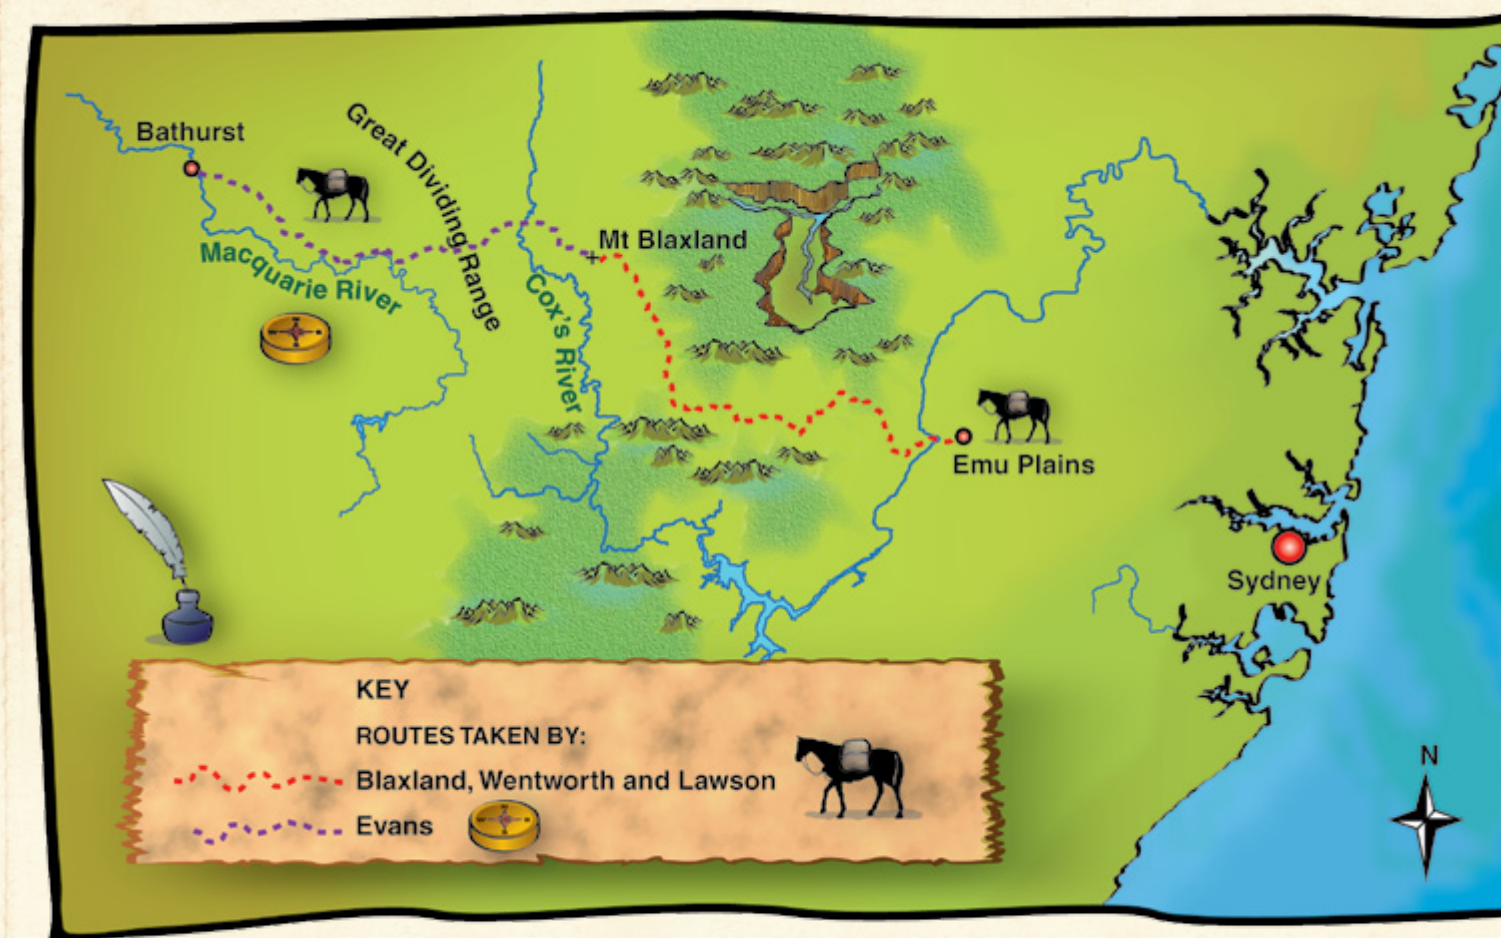 Bathurst
Great Dividing Range
Mt Blaxland
Macquarie River
Cox's River
Emu Plains
Sydney
KEY
ROUTES TAKEN BY:
Blaxland, Wentworth and Lawson
Evans
N